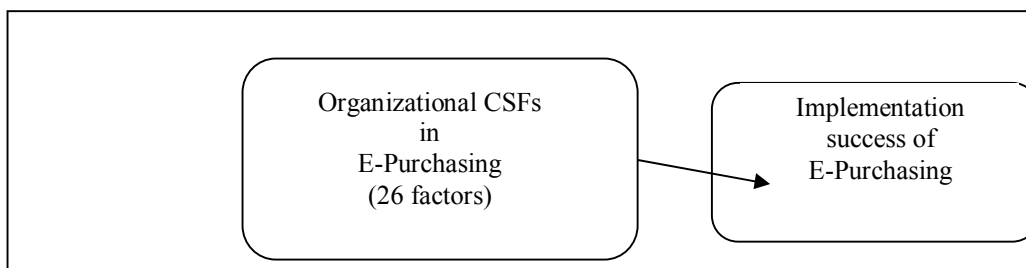 Organizational CSFs
in
E-Purchasing
(26 factors)
Implementation
success of
E-Purchasing